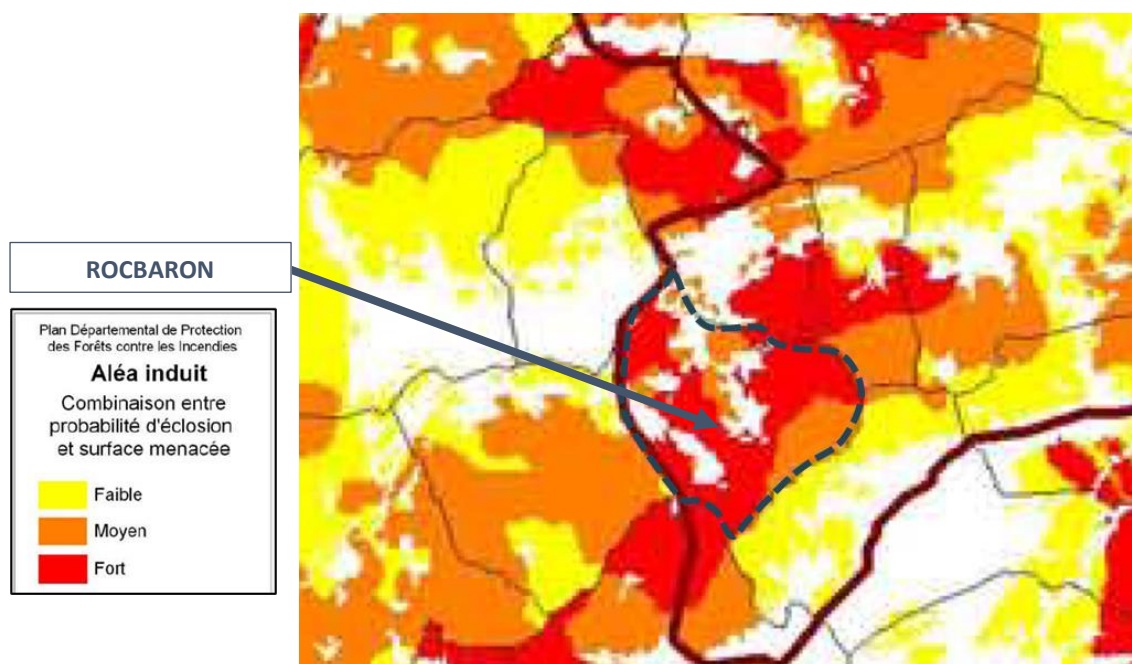 ROCBARON
Plan Départemental de Protection
des Forêts contre les Incendies
Aléa induit
Combinaison entre
probabilité d'éclosion
et surface menacée
Faible
Moyen
Fort